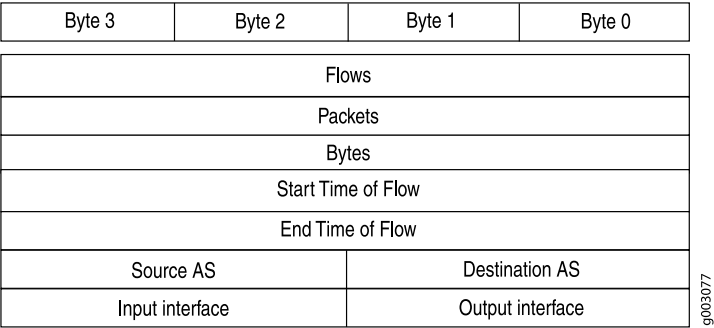 Byte 3 Byte 2 Byte 1 Byte 0
Flows
Packets
Bytes
Start Time of Flow
End Time of Flow
Source AS Destination AS
Input interface Output interface
g003077